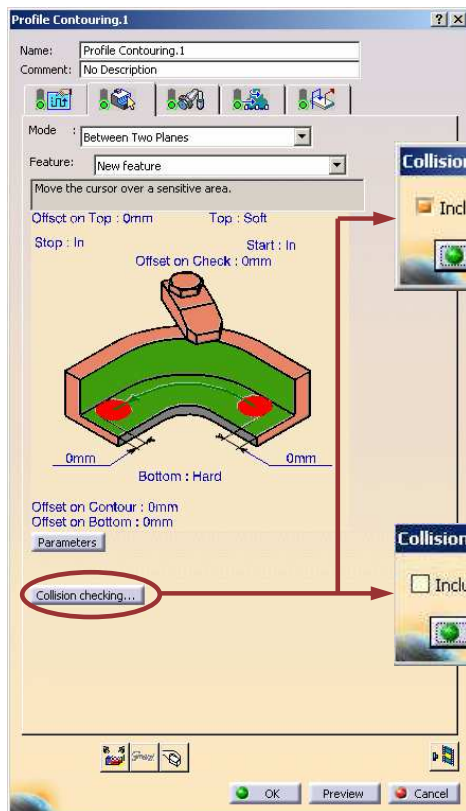 Profile Contouring.1
Name: Profile Contouring.1
Comment: No Description
Mode : Between Two Planes
Feature: New feature
Move the cursor over a sensitive area.
Offset on Top : 0mm Top : Soft
Stop : In Start : In
Offset on Check : 0mm
0mm 0mm
Bottom : Hard
Offset on Contour : 0mm
Offset on Bottom : 0mm
Parameters
Collision checking...
OK Preview Cancel
Collision
Incl
Collision
Inclu